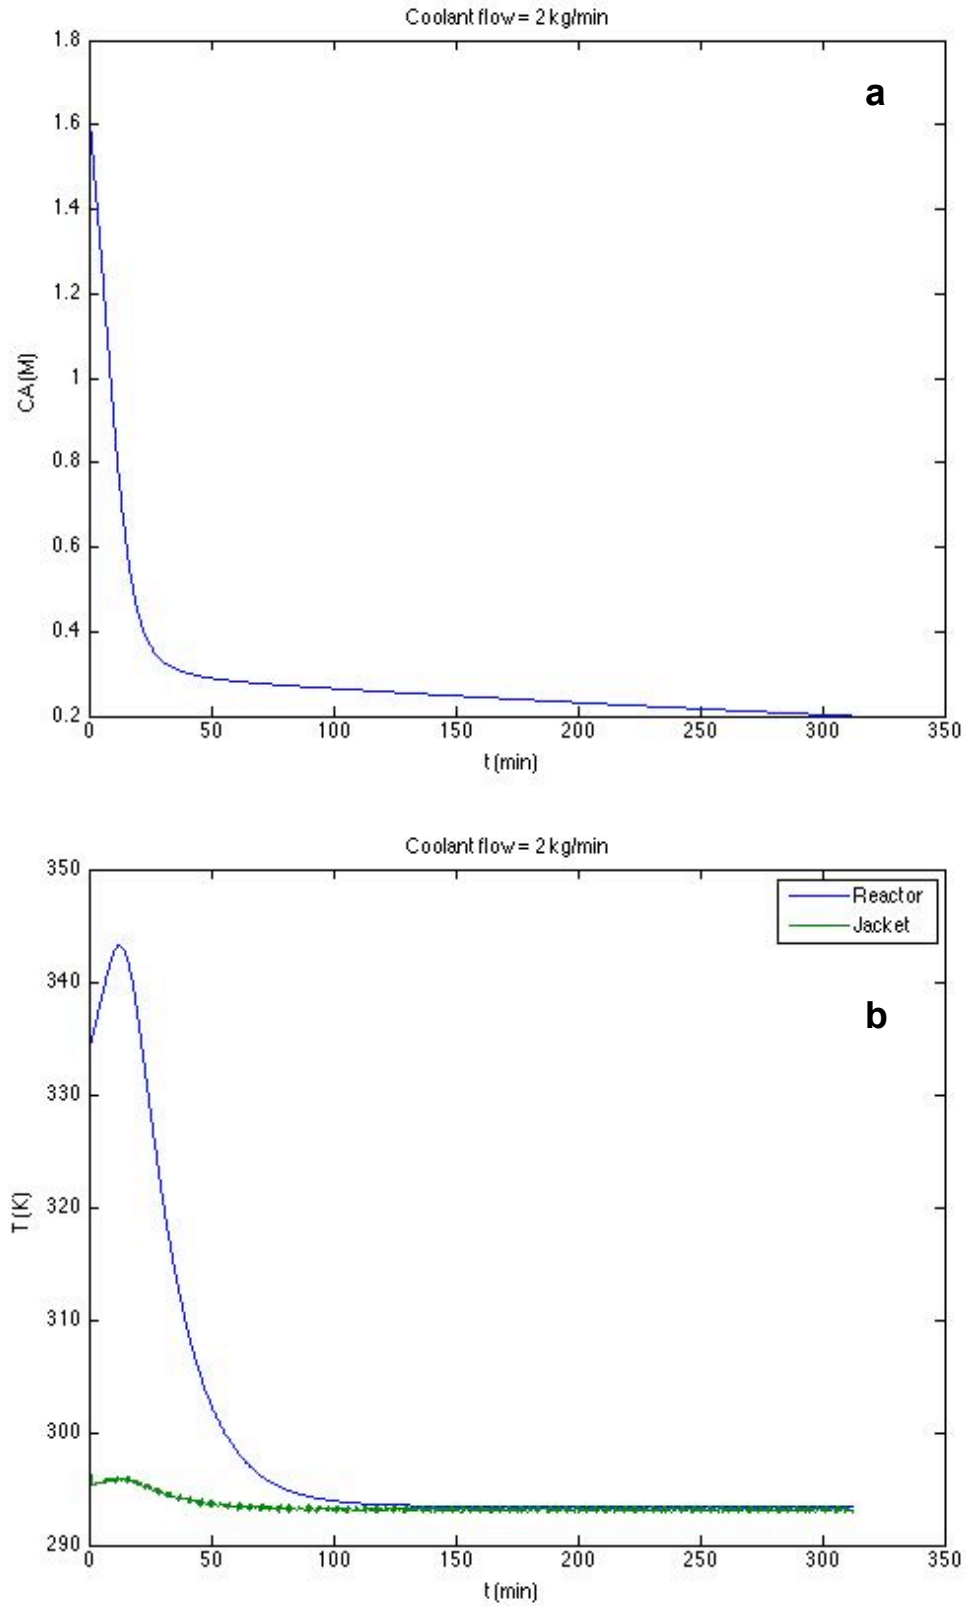 Coolant flow = 2 kg/min
1.8
a
1.6
1.4
1.2
1
CA (M)
0.8
0.6
0.4
0.2
0 50 100 150 200 250 300 350
t (min)
Coolant flow = 2 kg/min
350
Reactor
Jacket
340
b
330
320
T (K)
310
300
290
0 50 100 150 200 250 300 350
t (min)